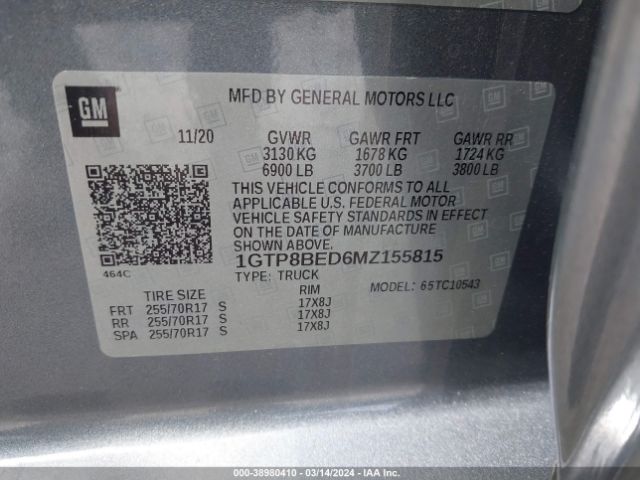 GM
MFD BY GENERAL MOTORS LLC
11/20 GVWR GAWR FRT GAWR RR
3130 KG 1678 KG 1724 KG
6900 LB 3700 LB 3800 LB
THIS VEHICLE CONFORMS TO ALL
APPLICABLE U.S. FEDERAL MOTOR
VEHICLE SAFETY STANDARDS IN EFFECT
ON THE DATE OF MANUFACTURE
SHOWN ABOVE.
464C 1GTP8BED6MZ155815
TYPE: TRUCK
TIRE SIZE RIM MODEL: 65TC10543
FRT 255/70R17 S 17X8J
RR 255/70R17 S 17X8J
SPA 255/70R17 S 17X8J
000-38980410 - 03/14/2024 - IAA Inc.